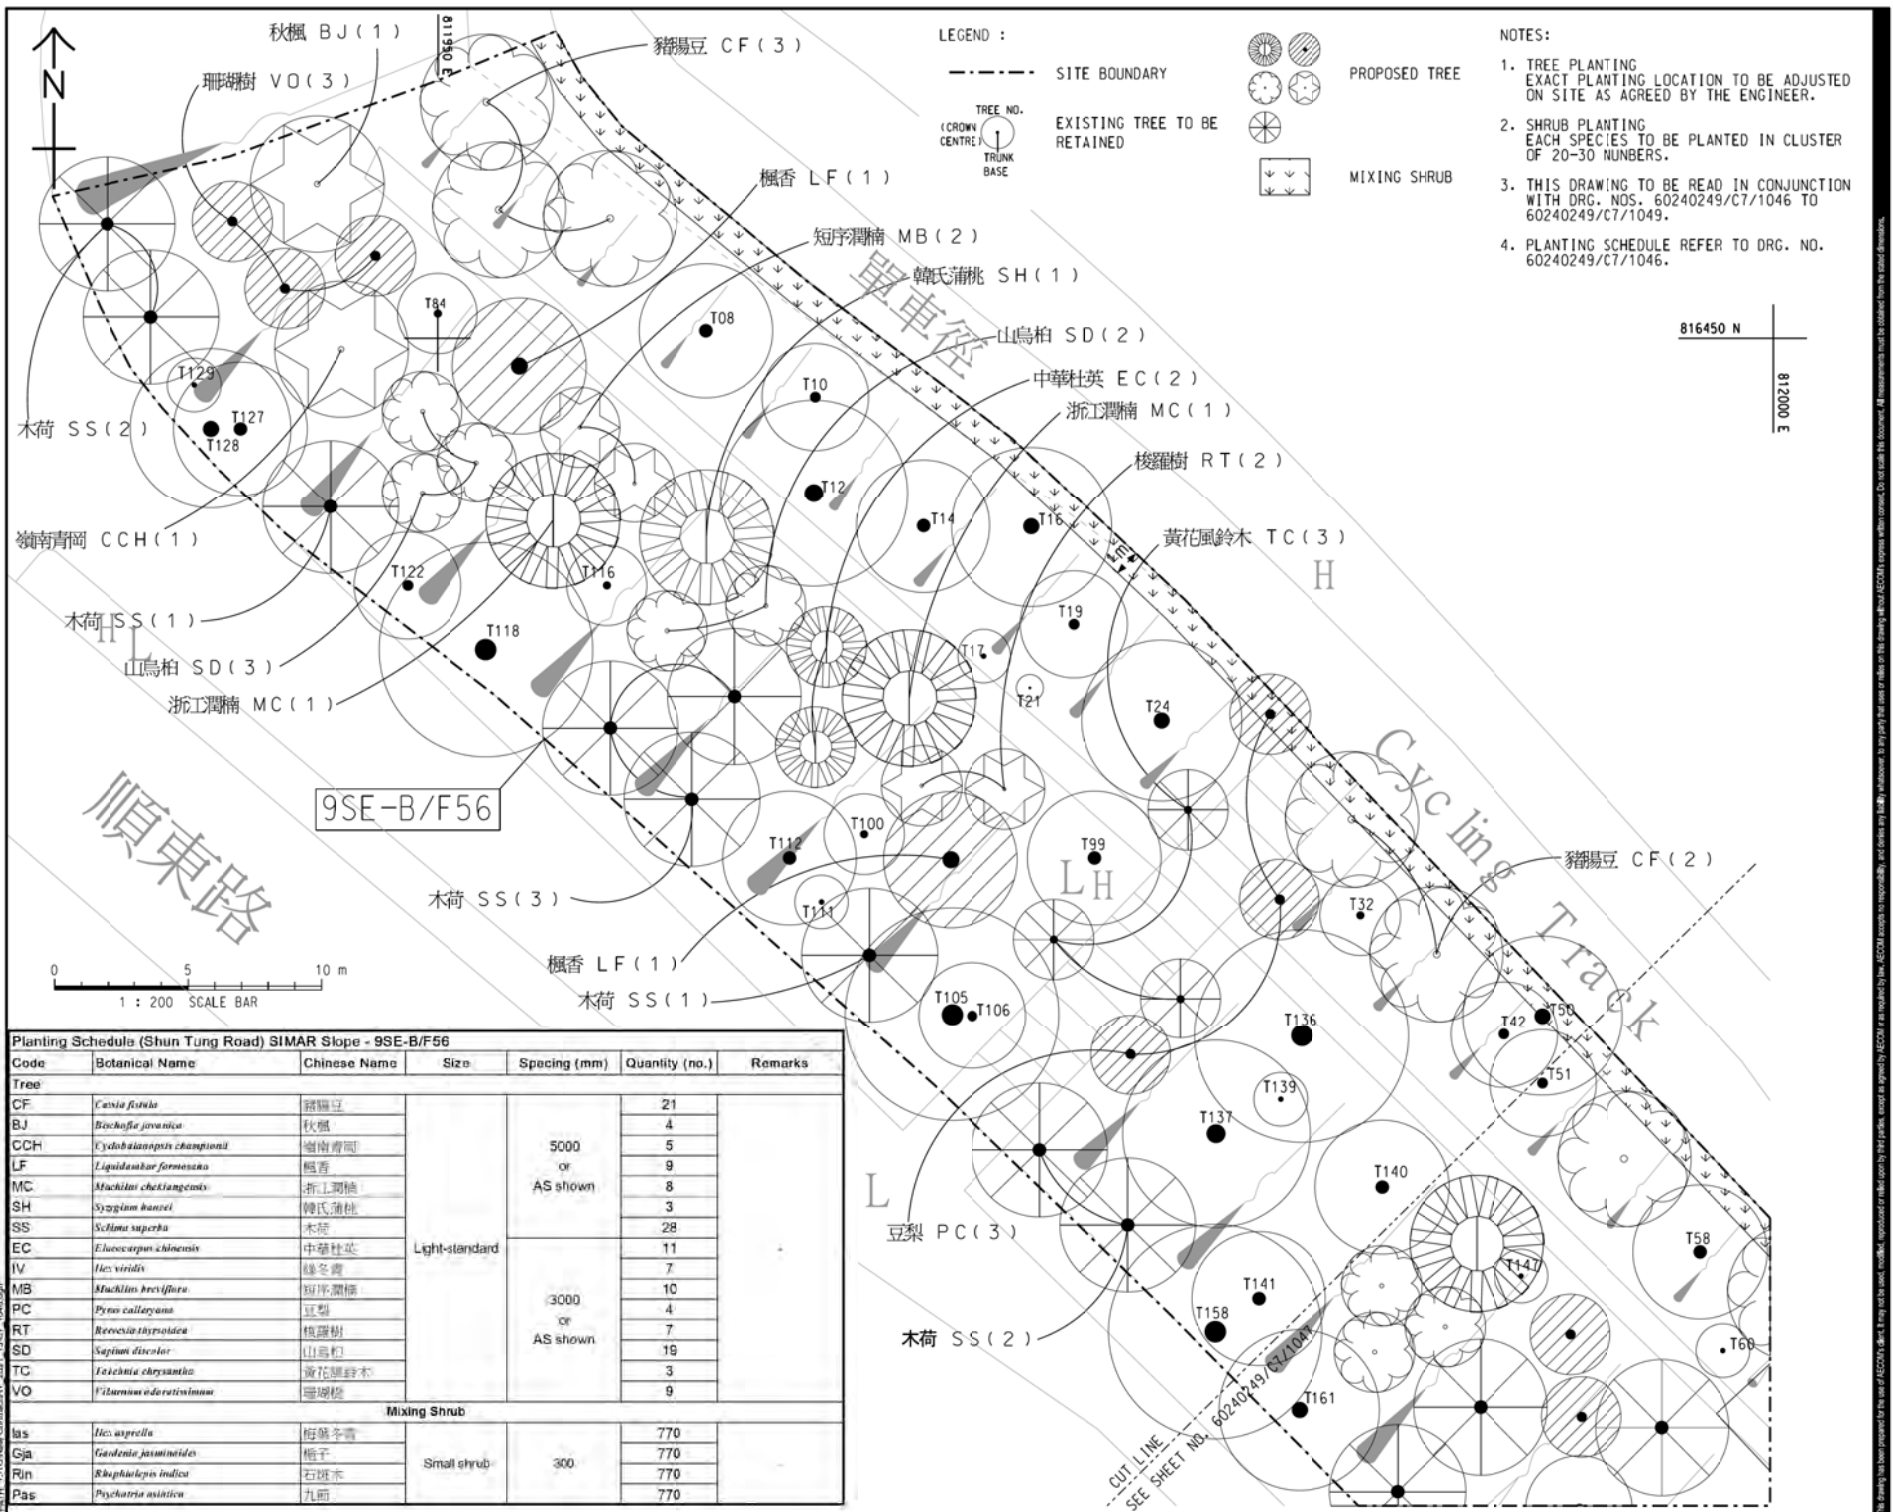 N
819950 E
秋楓 BJ(1)
珊瑚樹 VO(3)
豬腸豆 CF(3)
楓香 LF(1)
短序潤楠 MB(2)
韓氏蒲桃 SH(1)
山烏柏 SD(2)
中華杜英 EC(2)
浙江潤楠 MC(1)
梭羅樹 RT(2)
黃花風鈴木 TC(3)
LEGEND :
SITE BOUNDARY
TREE NO.
(CROWN CENTRE)
TRUNK BASE
EXISTING TREE TO BE
RETAINED
PROPOSED TREE
MIXING SHRUB
NOTES:
1. TREE PLANTING
EXACT PLANTING LOCATION TO BE ADJUSTED
ON SITE AS AGREED BY THE ENGINEER.
2. SHRUB PLANTING
EACH SPECIES TO BE PLANTED IN CLUSTER
OF 20-30 NUNBERS.
3. THIS DRAWING TO BE READ IN CONJUNCTION
WITH DRG. NOS. 60240249/C7/1046 TO
60240249/C7/1049.
4. PLANTING SCHEDULE REFER TO DRG. NO.
60240249/C7/1046.
816450 N
812000 E
單車徑
Cycling Track
順東路
H
H L
L H
L
1m
T84
T08
T10
T12
T14
T16
T129
T127
T128
T122
T116
T118
T17
T19
T21
T24
T100
T112
T111
T99
T32
T105
T106
T136
T42
T50
T51
T139
T137
T140
T58
T141
T147
T158
T60
T161
木荷 SS(2)
嶺南青岡 CCH(1)
木荷 SS(1)
山烏柏 SD(3)
浙江潤楠 MC(1)
9SE-B/F56
木荷 SS(3)
楓香 LF(1)
木荷 SS(1)
豬腸豆 CF(2)
豆梨 PC(3)
木荷 SS(2)
CUT LINE
SEE SHEET NO. 60240249/C7/1047
0 5 10 m
1 : 200 SCALE BAR
Planting Schedule (Shun Tung Road) SIMAR Slope - 9SE-B/F56
Code Botanical Name Chinese Name Size Spacing (mm) Quantity (no.) Remarks
Tree
CF Cassia fistula 豬腸豆 21
BJ Bischofia javanica 秋楓 4
CCH Cyclobalanopsis championii 嶺南青岡 5
LF Liquidambar formosana 楓香 9
MC Machilus chekiangensis 浙江潤楠 8
SH Syzygium hancei 韓氏蒲桃 3
SS Schima superba 木荷 28
5000 or AS shown
EC Elaeocarpus chinensis 中華杜英 11
Light-standard
IV Ilex viridis 綠冬青 7
MB Machilus breviflora 短序潤楠 10
PC Pyrus calleryana 豆梨 4
RT Reevesia thyrsoidea 梭羅樹 7
SD Sapium discolor 山烏柏 19
TC Tabebuia chrysantha 黃花風鈴木 3
VO Viburnum odoratissimum 珊瑚樹 9
3000 or AS shown
Mixing Shrub
Ias Ilex asprella 梅葉冬青 770
Gja Gardenia jasminoides 梔子 770
Rin Rhaphiolepis indica 石斑木 770
Pas Psychotria asiatica 九節 770
Small shrub 300